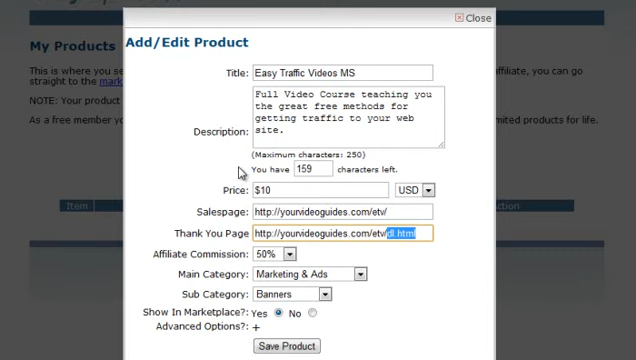 Close
My Products
Add/Edit Product
Title: Easy Traffic Videos MS
This is where you se
ffiliate, you can go
straight to the mark
Description: Full Video Course teaching you
the great free methods for
getting traffic to your web
site.
NOTE: Your product
As a free member yo
mited products for life.
(Maximum characters: 250)
You have 159 characters left.
Price: $10 USD
Item
ction
Salespage: http://yourvideoguides.com/etv/
Thank You Page http://yourvideoguides.com/etv/dl.html
Affiliate Commission: 50%
Main Category: Marketing & Ads
Sub Category: Banners
Show In Marketplace?: Yes No
Advanced Options?: +
Save Product